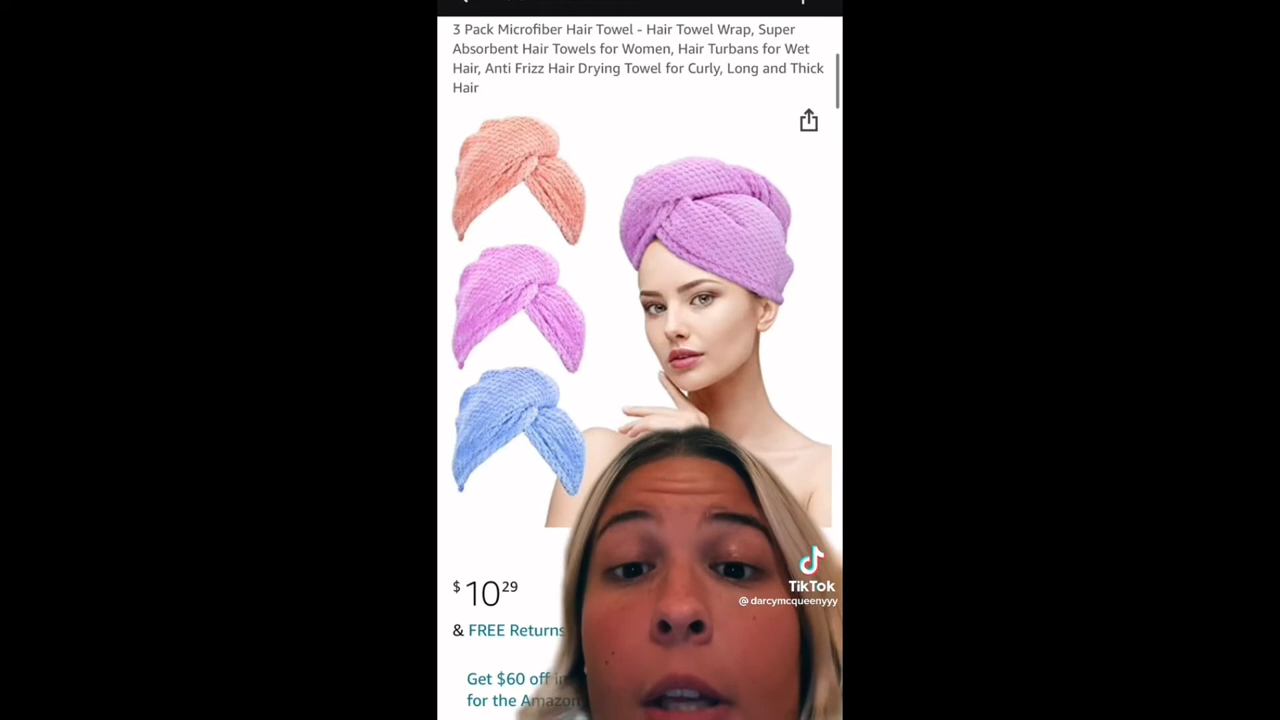 3 Pack Microfiber Hair Towel - Hair Towel Wrap, Super
Absorbent Hair Towels for Women, Hair Turbans for Wet
Hair, Anti Frizz Hair Drying Towel for Curly, Long and Thick
Hair
$10 29
& FREE Returns
Get $60 off in
for the Amazon
TikTok
@darcymcqueenyyy